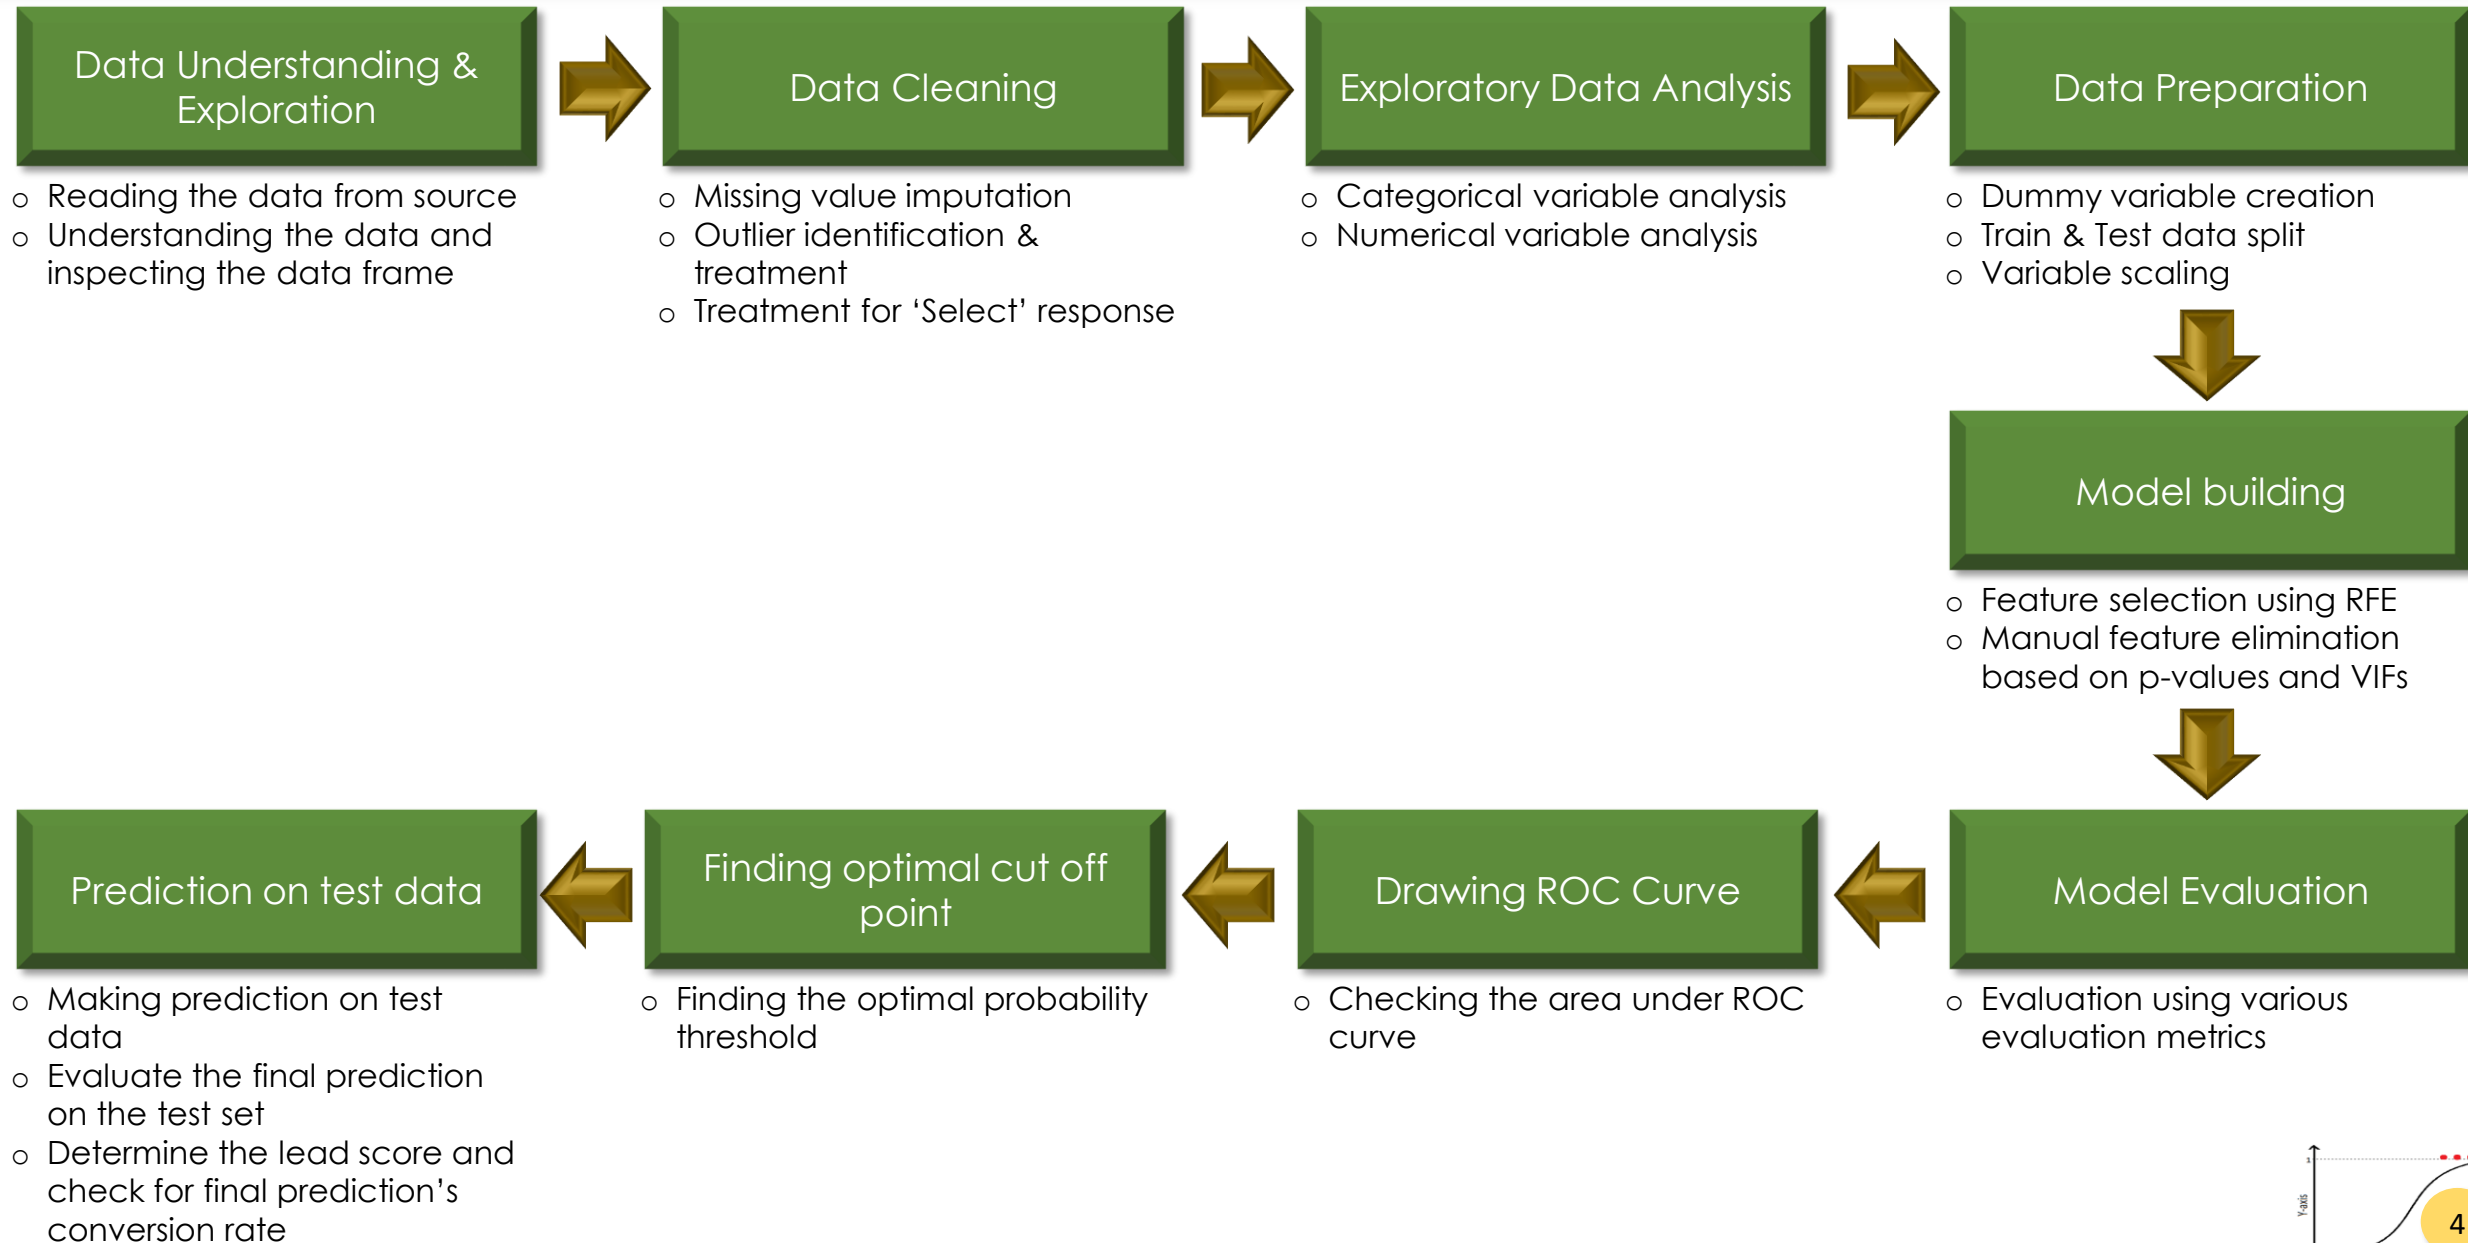 Data Understanding &
Exploration
o Reading the data from source
o Understanding the data and
inspecting the data frame
Data Cleaning
o Missing value imputation
o Outlier identification &
treatment
o Treatment for ‘Select’ response
Exploratory Data Analysis
o Categorical variable analysis
o Numerical variable analysis
Data Preparation
o Dummy variable creation
o Train & Test data split
o Variable scaling
Model building
o Feature selection using RFE
o Manual feature elimination
based on p-values and VIFs
Model Evaluation
o Evaluation using various
evaluation metrics
Drawing ROC Curve
o Checking the area under ROC
curve
Finding optimal cut off
point
o Finding the optimal probability
threshold
Prediction on test data
o Making prediction on test
data
o Evaluate the final prediction
on the test set
o Determine the lead score and
check for final prediction’s
conversion rate
1
Y-axis
4